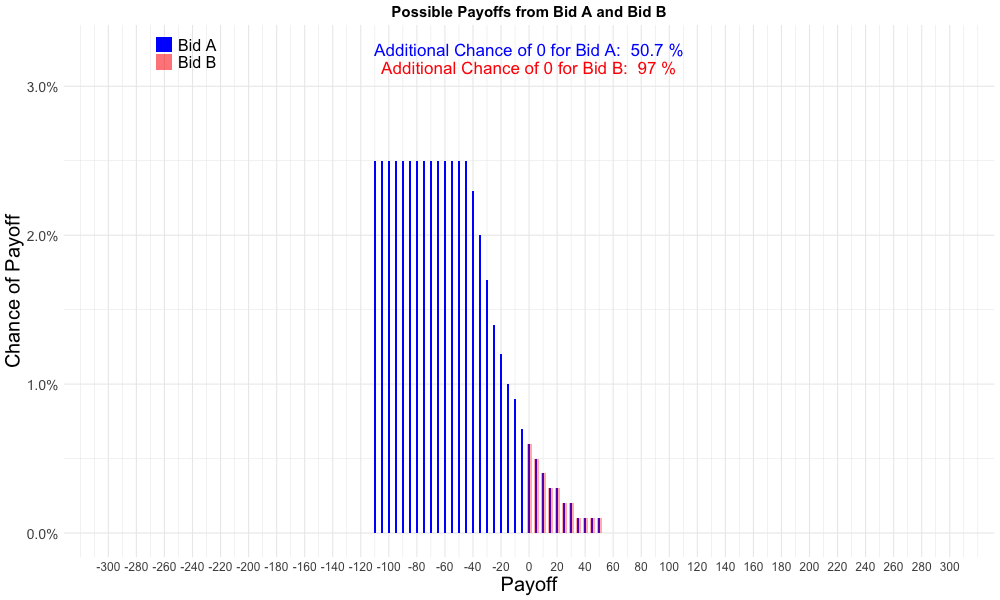 Possible Payoffs from Bid A and Bid B
Bid A
Bid B
Additional Chance of 0 for Bid A:  50.7 %
Additional Chance of 0 for Bid B:  97 %
Chance of Payoff
3.0%
2.0%
1.0%
0.0%
-300 -280 -260 -240 -220 -200 -180 -160 -140 -120 -100 -80 -60 -40 -20 0 20 40 60 80 100 120 140 160 180 200 220 240 260 280 300
Payoff